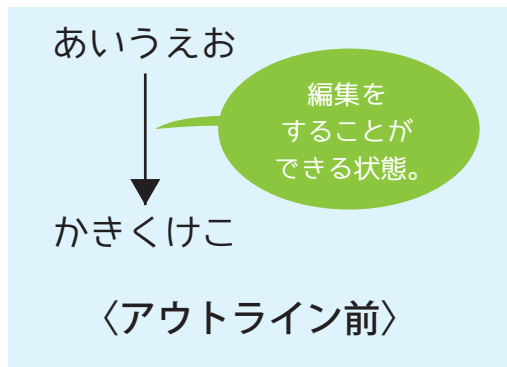 あいうえお
編集を
することが
できる状態。
かきくけこ
〈アウトライン前〉